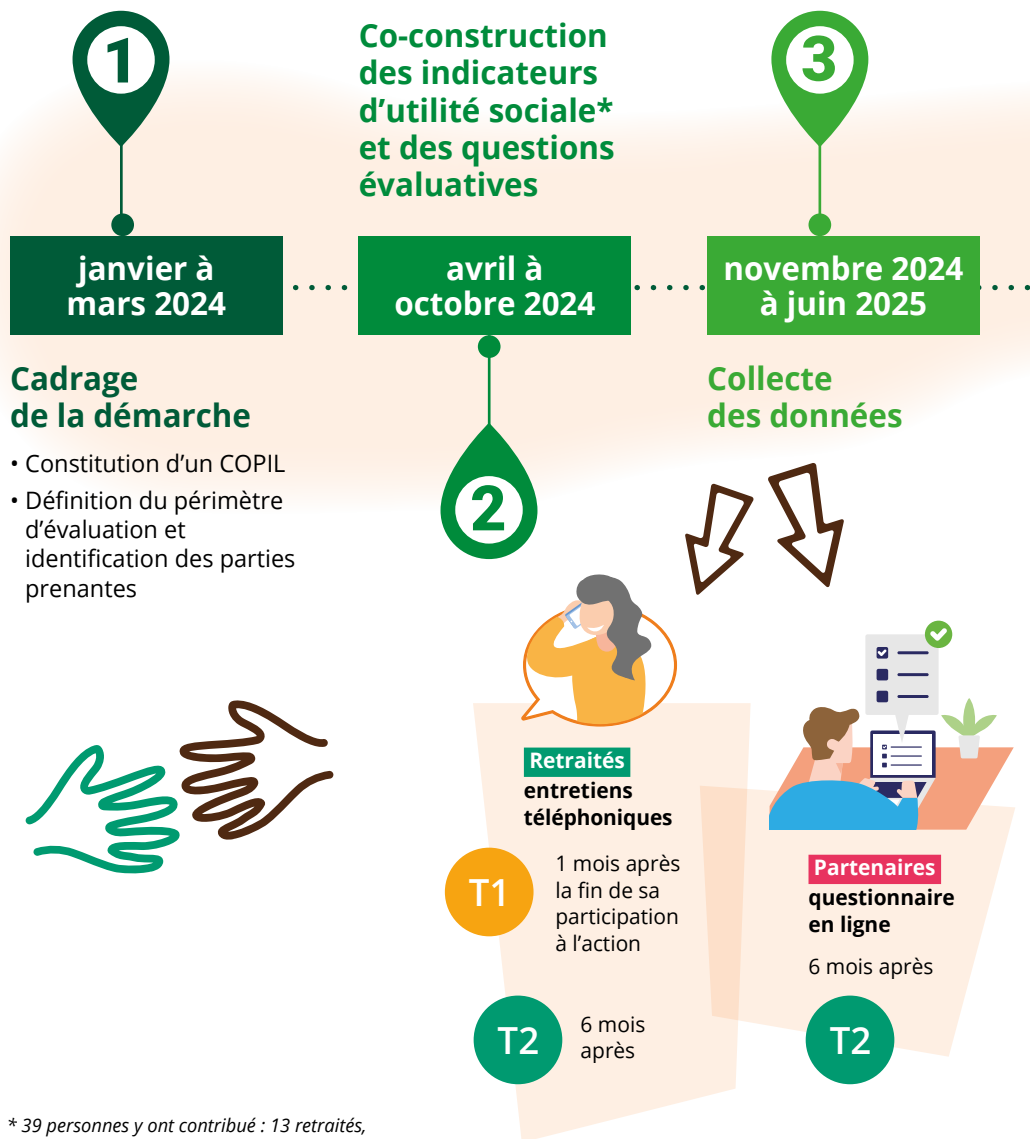 1
janvier à
mars 2024
Cadrage
de la démarche
• Constitution d’un COPIL
• Définition du périmètre
d’évaluation et
identification des parties
prenantes
Co-construction
des indicateurs
d’utilité sociale*
et des questions
évaluatives
avril à
octobre 2024
2
3
novembre 2024
à juin 2025
Collecte
des données
Retraités
entretiens
téléphoniques
T1
1 mois après
la fin de sa
participation
à l’action
T2
6 mois
après
Partenaires
questionnaire
en ligne
6 mois après
T2
* 39 personnes y ont contribué : 13 retraités,